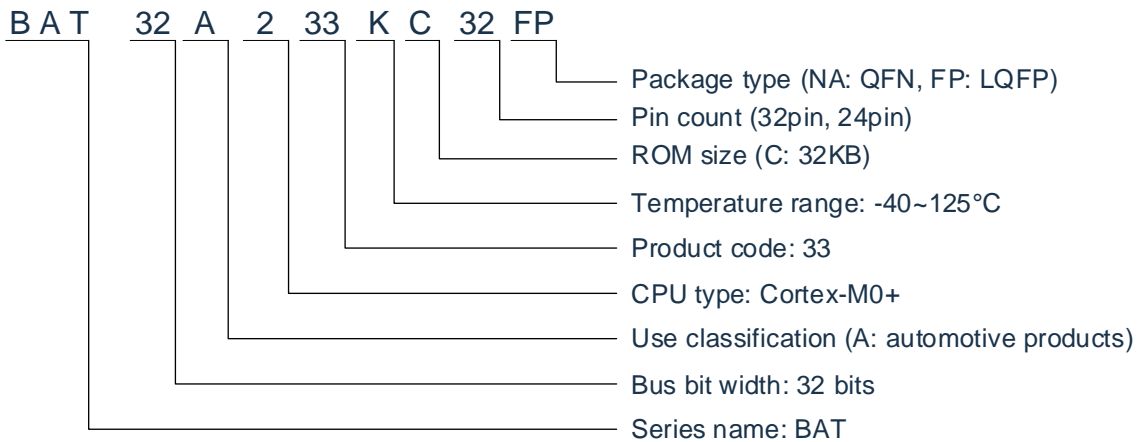 BAT 32 A 2 33 K C 32 FP
Package type (NA: QFN, FP: LQFP)
Pin count (32pin, 24pin)
ROM size (C: 32KB)
Temperature range: -40~125°C
Product code: 33
CPU type: Cortex-M0+
Use classification (A: automotive products)
Bus bit width: 32 bits
Series name: BAT